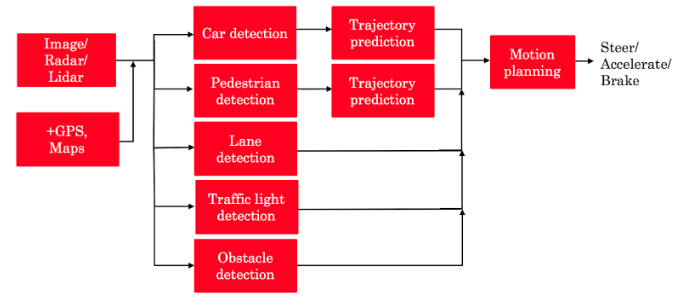 Image/
Radar/
Lidar
+GPS,
Maps
Car detection
Trajectory
prediction
Pedestrian
detection
Trajectory
prediction
Lane
detection
Traffic light
detection
Obstacle
detection
Motion
planning
Steer/
Accelerate/
Brake